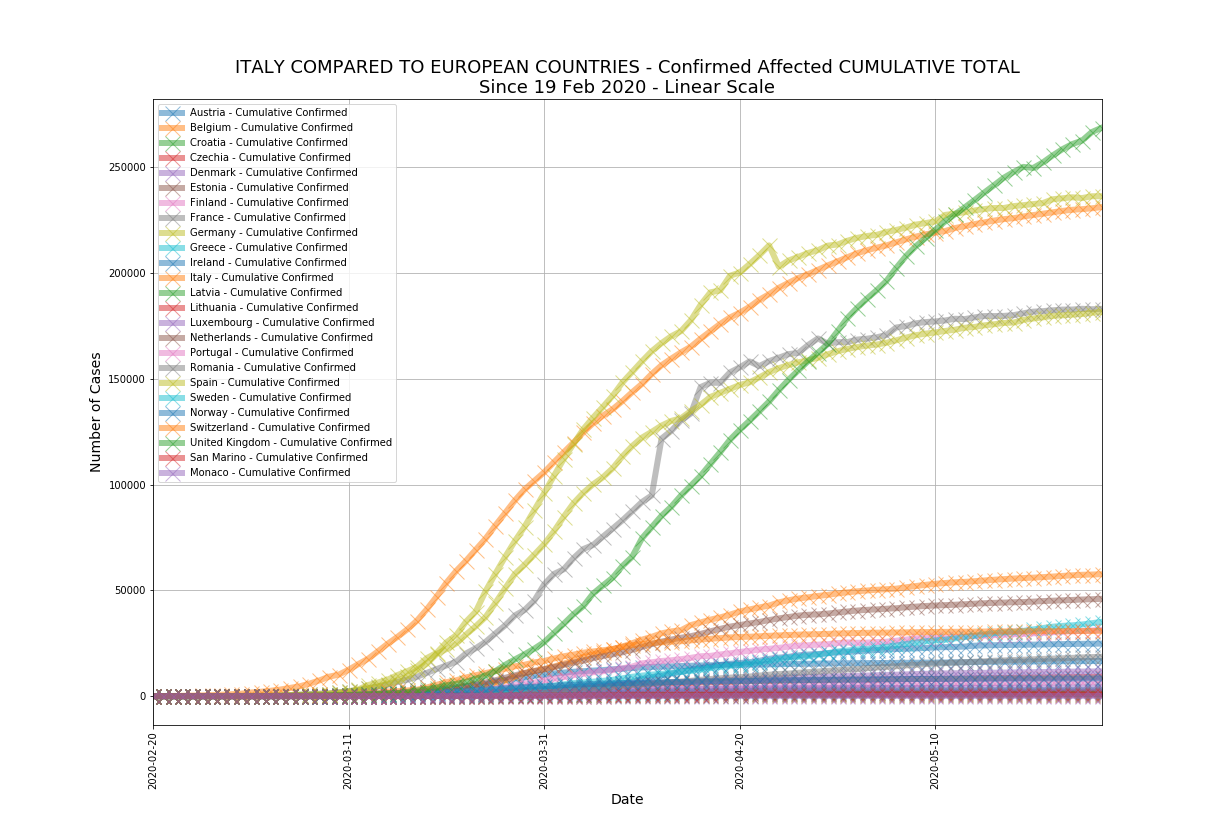 ITALY COMPARED TO EUROPEAN COUNTRIES - Confirmed Affected CUMULATIVE TOTAL
Since 19 Feb 2020 - Linear Scale
Austria - Cumulative Confirmed
Belgium - Cumulative Confirmed
Croatia - Cumulative Confirmed
Czechia - Cumulative Confirmed
Denmark - Cumulative Confirmed
Estonia - Cumulative Confirmed
Finland - Cumulative Confirmed
France - Cumulative Confirmed
Germany - Cumulative Confirmed
Greece - Cumulative Confirmed
Ireland - Cumulative Confirmed
Italy - Cumulative Confirmed
Latvia - Cumulative Confirmed
Lithuania - Cumulative Confirmed
Luxembourg - Cumulative Confirmed
Netherlands - Cumulative Confirmed
Portugal - Cumulative Confirmed
Romania - Cumulative Confirmed
Spain - Cumulative Confirmed
Sweden - Cumulative Confirmed
Norway - Cumulative Confirmed
Switzerland - Cumulative Confirmed
United Kingdom - Cumulative Confirmed
San Marino - Cumulative Confirmed
Monaco - Cumulative Confirmed
Number of Cases
250000
200000
150000
100000
50000
0
2020-02-20
2020-03-11
2020-03-31
2020-04-20
2020-05-10
Date